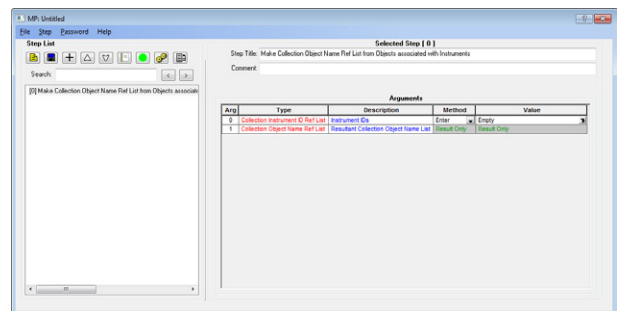 MP: Untitled
File Step Password Help
Step List
Search:
< >
[0] Make Collection Object Name Ref List from Objects associat
Selected Step [ 0 ]
Step Title: Make Collection Object Name Ref List from Objects associated with Instruments
Comment:
Arguments
Arg Type Description Method Value
0 Collection Instrument ID Ref List Instrument IDs Enter Empty
1 Collection Object Name Ref List Resultant Collection Object Name List Result Only Result Only